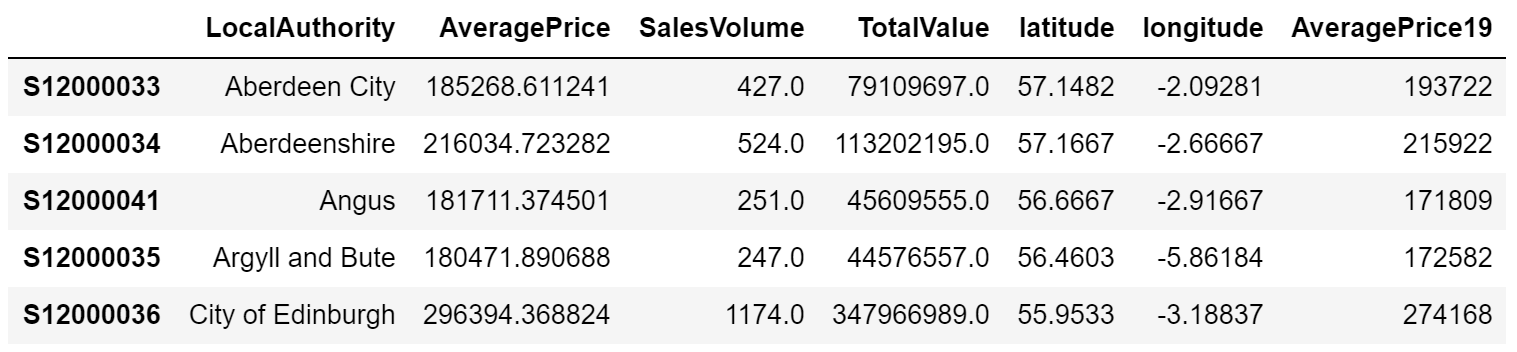 LocalAuthority AveragePrice SalesVolume TotalValue latitude longitude AveragePrice19
S12000033 Aberdeen City 185268.611241 427.0 79109697.0 57.1482 -2.09281 193722
S12000034 Aberdeenshire 216034.723282 524.0 113202195.0 57.1667 -2.66667 215922
S12000041 Angus 181711.374501 251.0 45609555.0 56.6667 -2.91667 171809
S12000035 Argyll and Bute 180471.890688 247.0 44576557.0 56.4603 -5.86184 172582
S12000036 City of Edinburgh 296394.368824 1174.0 347966989.0 55.9533 -3.18837 274168